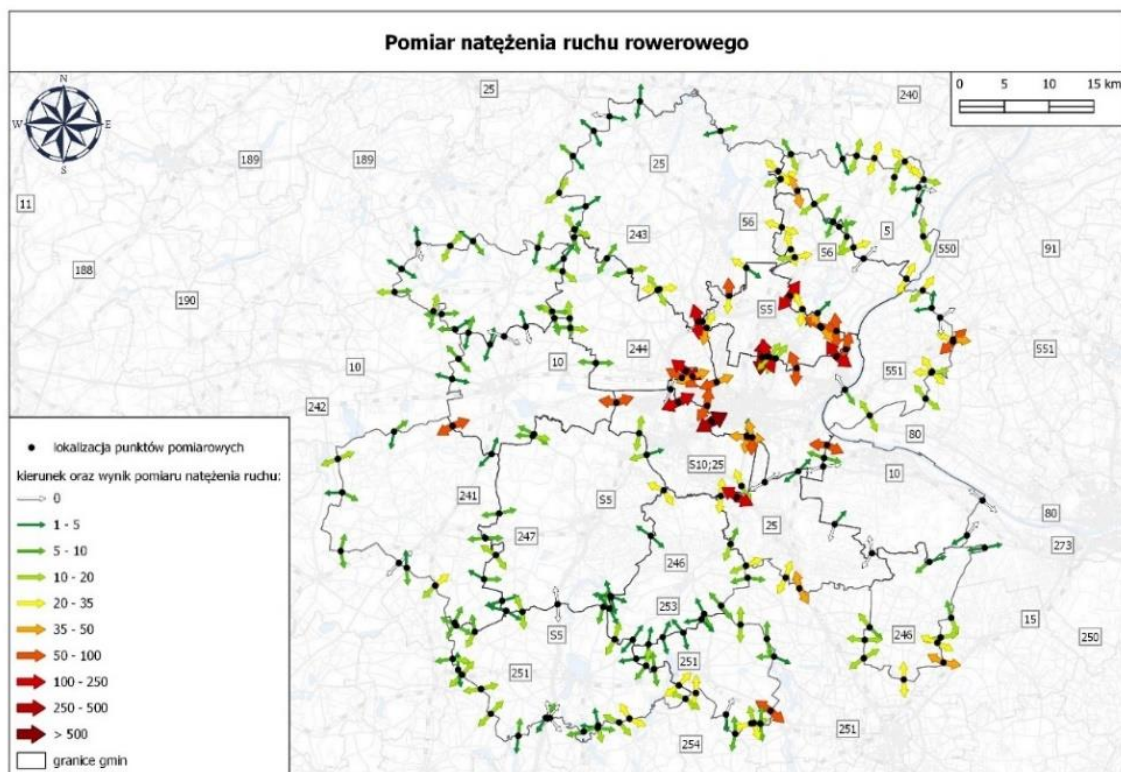 Pomiar natężenia ruchu rowerowego
N
W E
S
0 5 10 15 km
25
240
189
189
25
11
56
5
243
56
550
91
188
190
S5
244
10
551
551
10
242
80
S10;25
10
241
S5
25
80
247
246
273
253
15
S5
246
250
251
251
251
254
lokalizacja punktów pomiarowych
kierunek oraz wynik pomiaru natężenia ruchu:
0
1 - 5
5 - 10
10 - 20
20 - 35
35 - 50
50 - 100
100 - 250
250 - 500
> 500
granice gmin